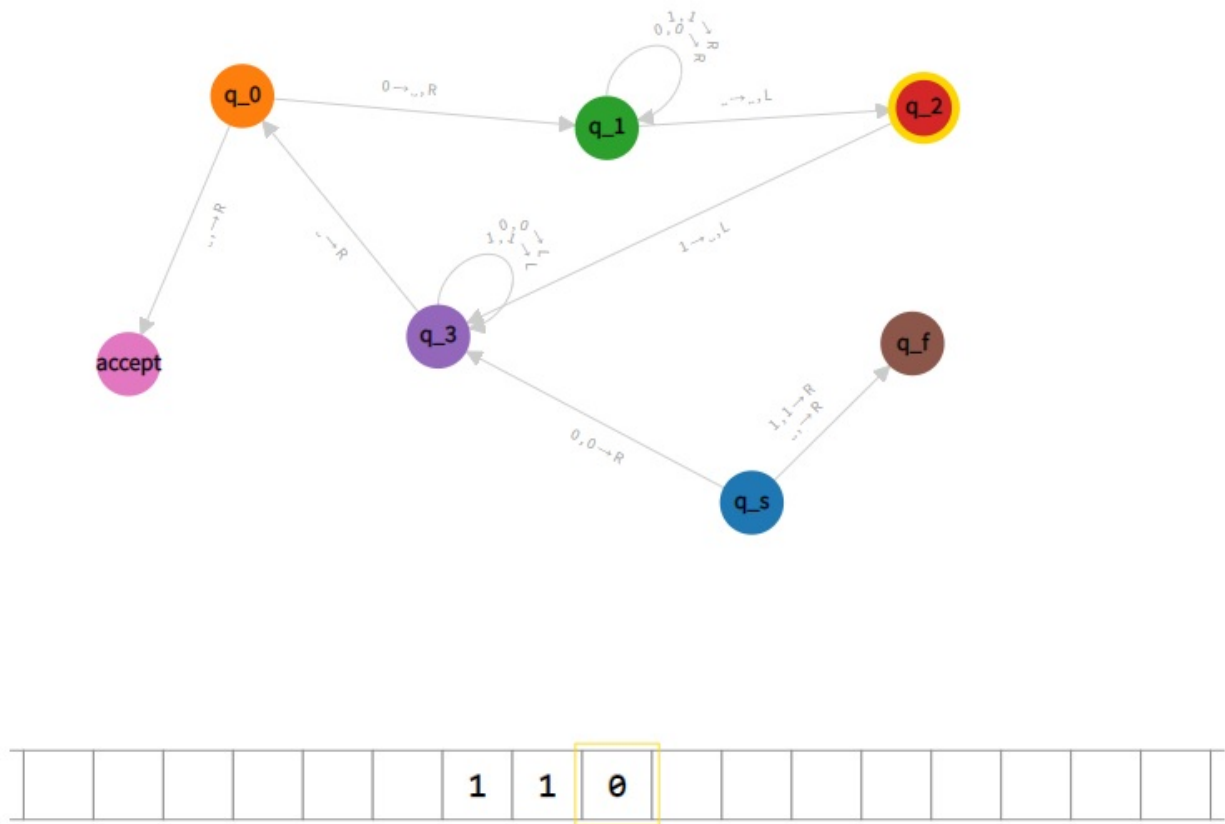 1,1→R
0,0→R
q_0
0→_,R
q_1
_→_,L
q_2
_,_→R
_→R
0,0→L
1,1→L
1→_,L
accept
q_3
q_f
1,1→R
_,_→R
0,0→R
q_s
1 1 0